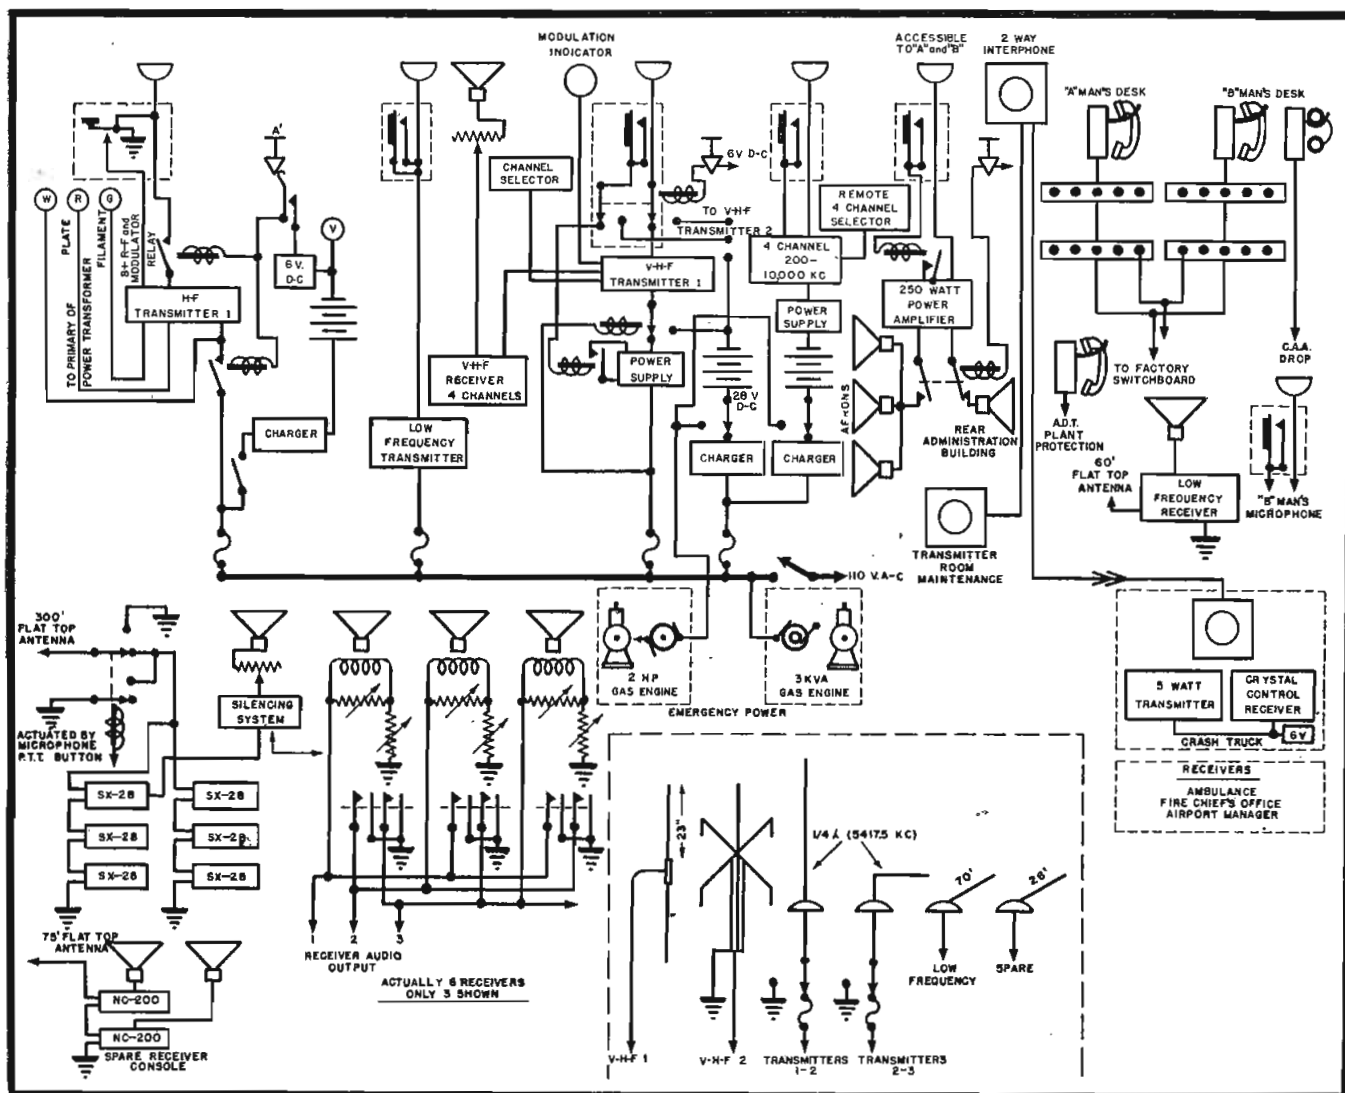 MODULATION
INDICATOR
ACCESSIBLE
TO "A" and "B"
2 WAY
INTERPHONE
"A" MAN'S DESK
"B" MAN'S DESK
A'
CHANNEL
SELECTOR
6V D-C
REMOTE
4 CHANNEL
SELECTOR
W
R
G
V
PLATE
FILAMENT
B+ R-F and
MODULATOR
RELAY
TO PRIMARY OF
POWER TRANSFORMER
6 V.
D-C
TO V-H-F
TRANSMITTER 2
4 CHANNEL
200-
10,000 KC
H-F
TRANSMITTER 1
V-H-F
TRANSMITTER 1
250 WATT
POWER
AMPLIFIER
POWER
SUPPLY
POWER
SUPPLY
V-H-F
RECEIVER
4 CHANNELS
28 V
D-C
APRONS
TO FACTORY
SWITCHBOARD
C.A.A.
DROP
A.D.T.
PLANT
PROTECTION
CHARGER
LOW
FREQUENCY
TRANSMITTER
CHARGER
CHARGER
REAR
ADMINISTRATION
BUILDING
60'
FLAT TOP
ANTENNA
LOW
FREQUENCY
RECEIVER
"B" MAN'S
MICROPHONE
TRANSMITTER
ROOM
MAINTENANCE
110 V. A-C
300'
FLAT TOP
ANTENNA
2 HP
GAS ENGINE
3 KVA
GAS ENGINE
EMERGENCY POWER
SILENCING
SYSTEM
ACTUATED BY
MICROPHONE
P.T.T. BUTTON
5 WATT
TRANSMITTER
CRYSTAL
CONTROL
RECEIVER
6V
CRASH TRUCK
RECEIVERS
AMBULANCE
FIRE CHIEF'S OFFICE
AIRPORT MANAGER
SX-28
SX-28
SX-28
SX-28
SX-28
SX-28
23"
1/4 λ (5417.5 KC)
70'
26'
1
2
3
RECEIVER AUDIO
OUTPUT
ACTUALLY 6 RECEIVERS
ONLY 3 SHOWN
75' FLAT TOP
ANTENNA
NC-200
NC-200
SPARE RECEIVER
CONSOLE
LOW
FREQUENCY
SPARE
V-H-F 1
V-H-F 2
TRANSMITTERS
1-2
TRANSMITTERS
2-3